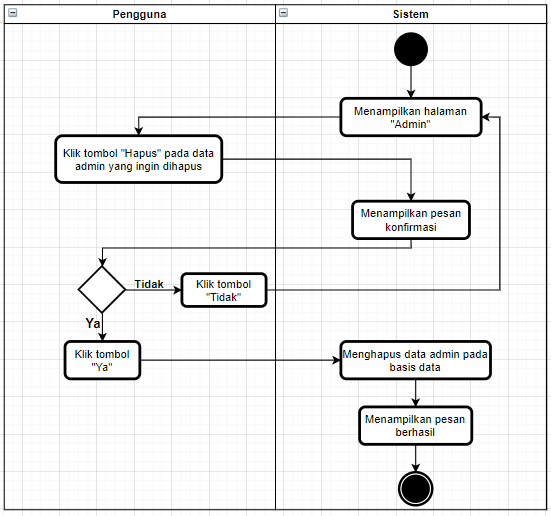 Pengguna
Sistem
Menampilkan halaman
"Admin"
Klik tombol "Hapus" pada data
admin yang ingin dihapus
Menampilkan pesan
konfirmasi
Tidak
Klik tombol
"Tidak"
Ya
Klik tombol
"Ya"
Menghapus data admin pada
basis data
Menampilkan pesan
berhasil